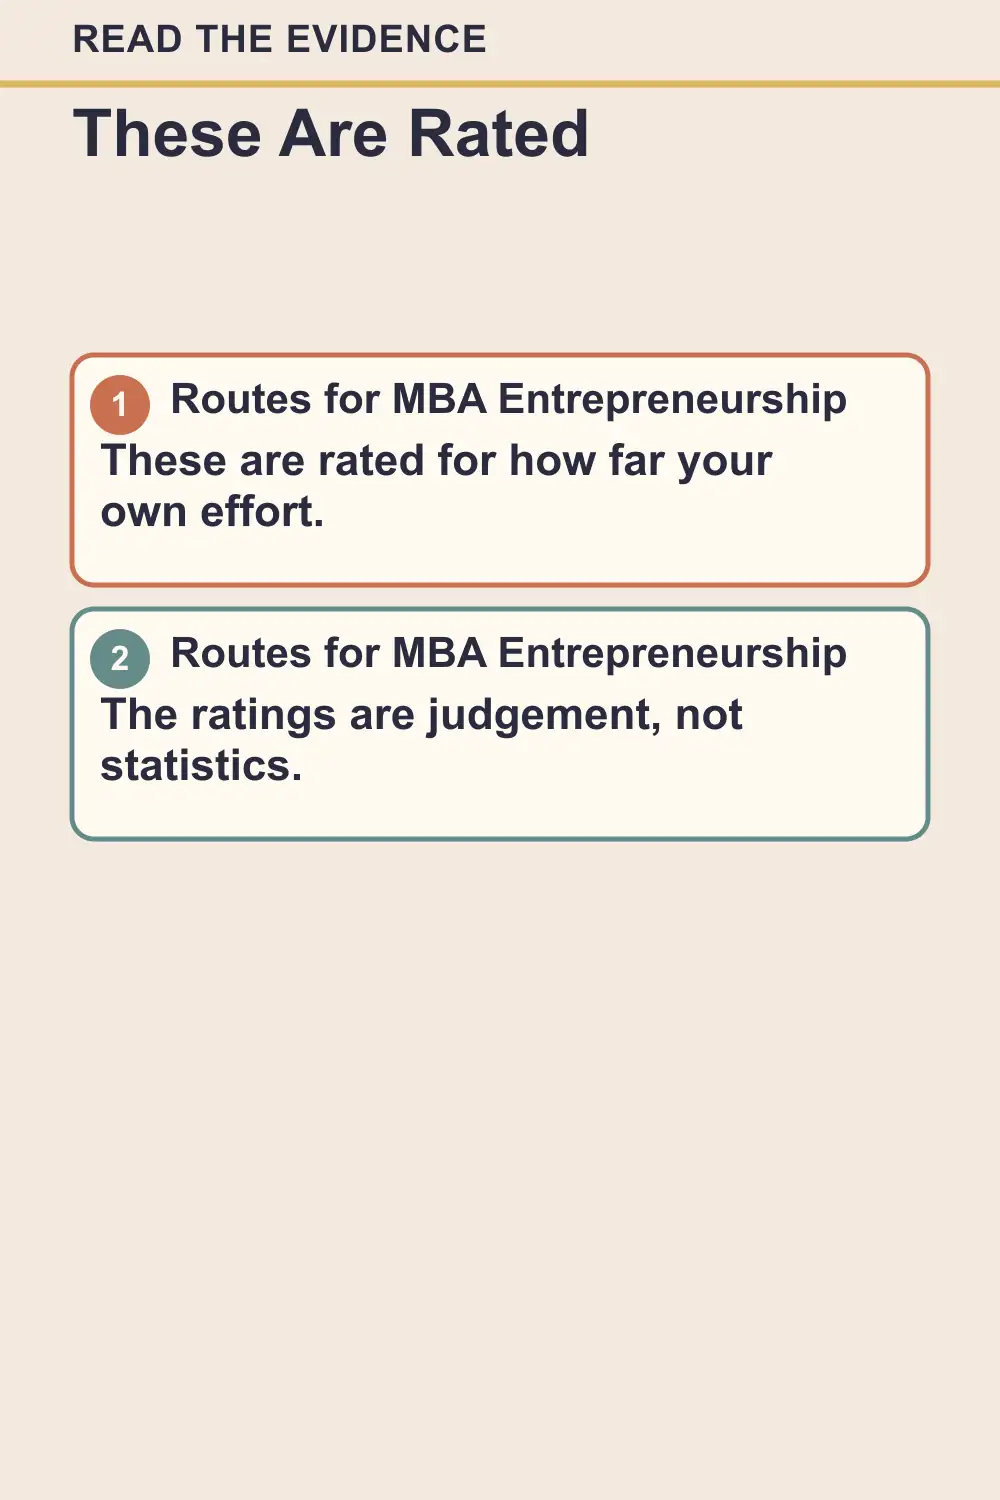 READ THE EVIDENCE
These Are Rated
1 Routes for MBA Entrepreneurship
These are rated for how far your
own effort.
2 Routes for MBA Entrepreneurship
The ratings are judgement, not
statistics.